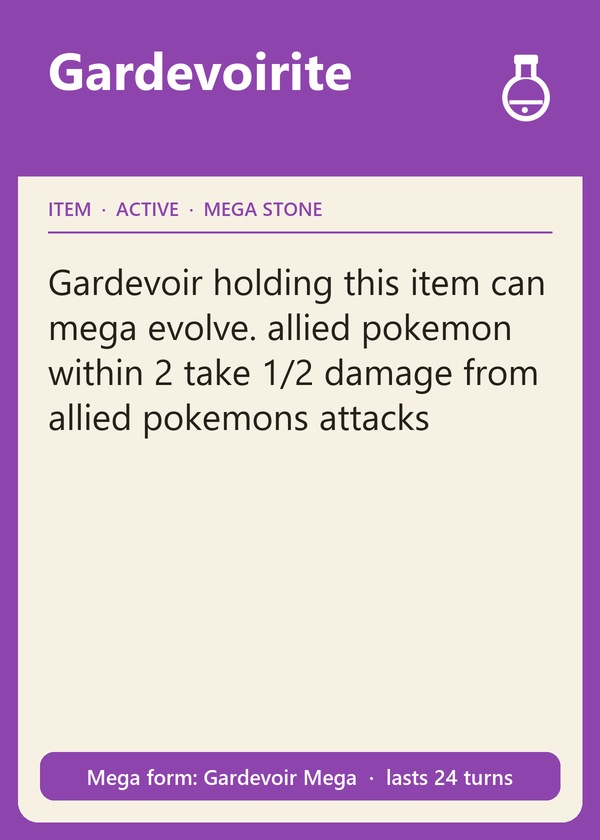 Gardevoirite
ITEM · ACTIVE · MEGA STONE
Gardevoir holding this item can
mega evolve. allied pokemon
within 2 take 1/2 damage from
allied pokemons attacks
Mega form: Gardevoir Mega · lasts 24 turns